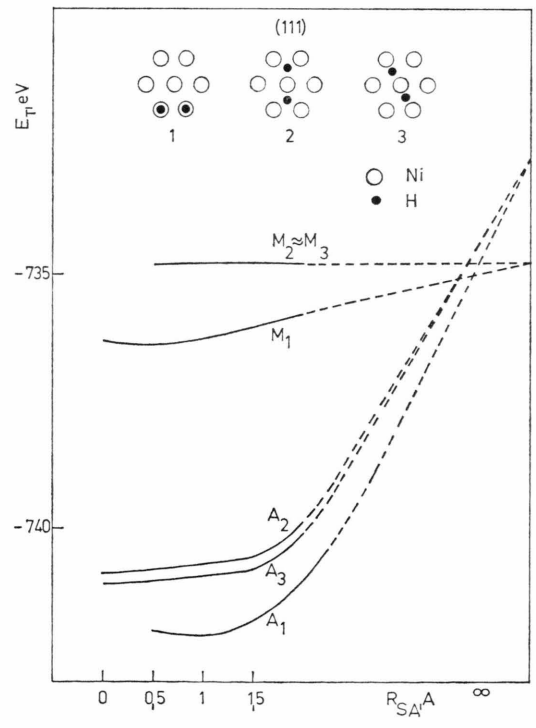 (111)
E_T, eV
1 2 3
Ni
H
M₂≈M₃
-735
M₁
-740
A₂
A₃
A₁
0 0,5 1 1,5 R_SA, A ∞